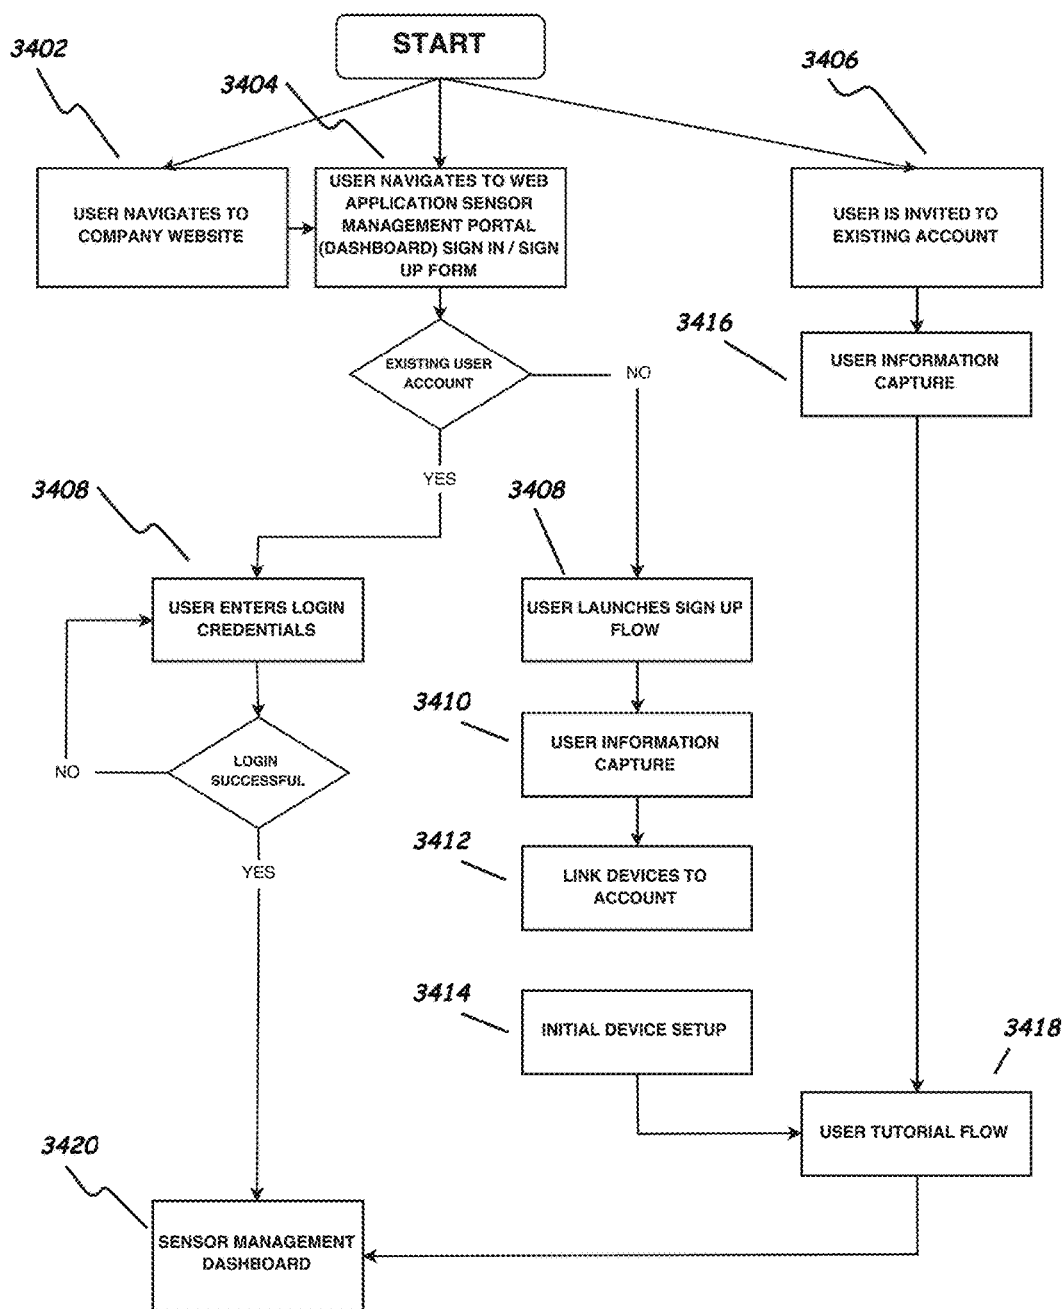 START
3402
3404
3406
USER NAVIGATES TO
COMPANY WEBSITE
USER NAVIGATES TO WEB
APPLICATION SENSOR
MANAGEMENT PORTAL
(DASHBOARD) SIGN IN / SIGN
UP FORM
USER IS INVITED TO
EXISTING ACCOUNT
3416
USER INFORMATION
CAPTURE
EXISTING USER
ACCOUNT
NO
YES
3408
3408
USER ENTERS LOGIN
CREDENTIALS
USER LAUNCHES SIGN UP
FLOW
3410
USER INFORMATION
CAPTURE
LOGIN
SUCCESSFUL
NO
YES
3412
LINK DEVICES TO
ACCOUNT
3414
INITIAL DEVICE SETUP
3418
USER TUTORIAL FLOW
3420
SENSOR MANAGEMENT
DASHBOARD